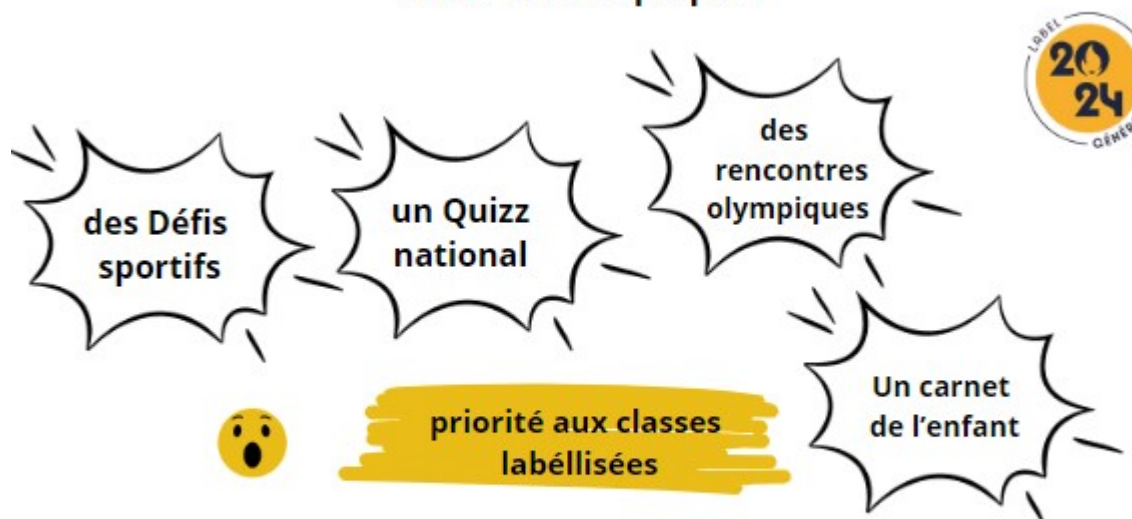 des Défis
sportifs
un Quizz
national
des
rencontres
olympiques
Un carnet
de l'enfant
priorité aux classes
labéllisées
LABEL
20
24